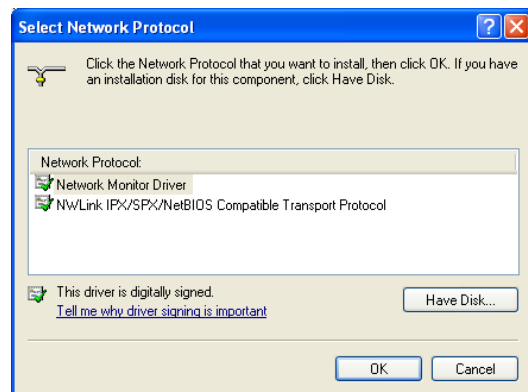 Select Network Protocol
Click the Network Protocol that you want to install, then click OK. If you have
an installation disk for this component, click Have Disk.
Network Protocol:
Network Monitor Driver
NWLink IPX/SPX/NetBIOS Compatible Transport Protocol
This driver is digitally signed.
Tell me why driver signing is important
Have Disk...
OK
Cancel